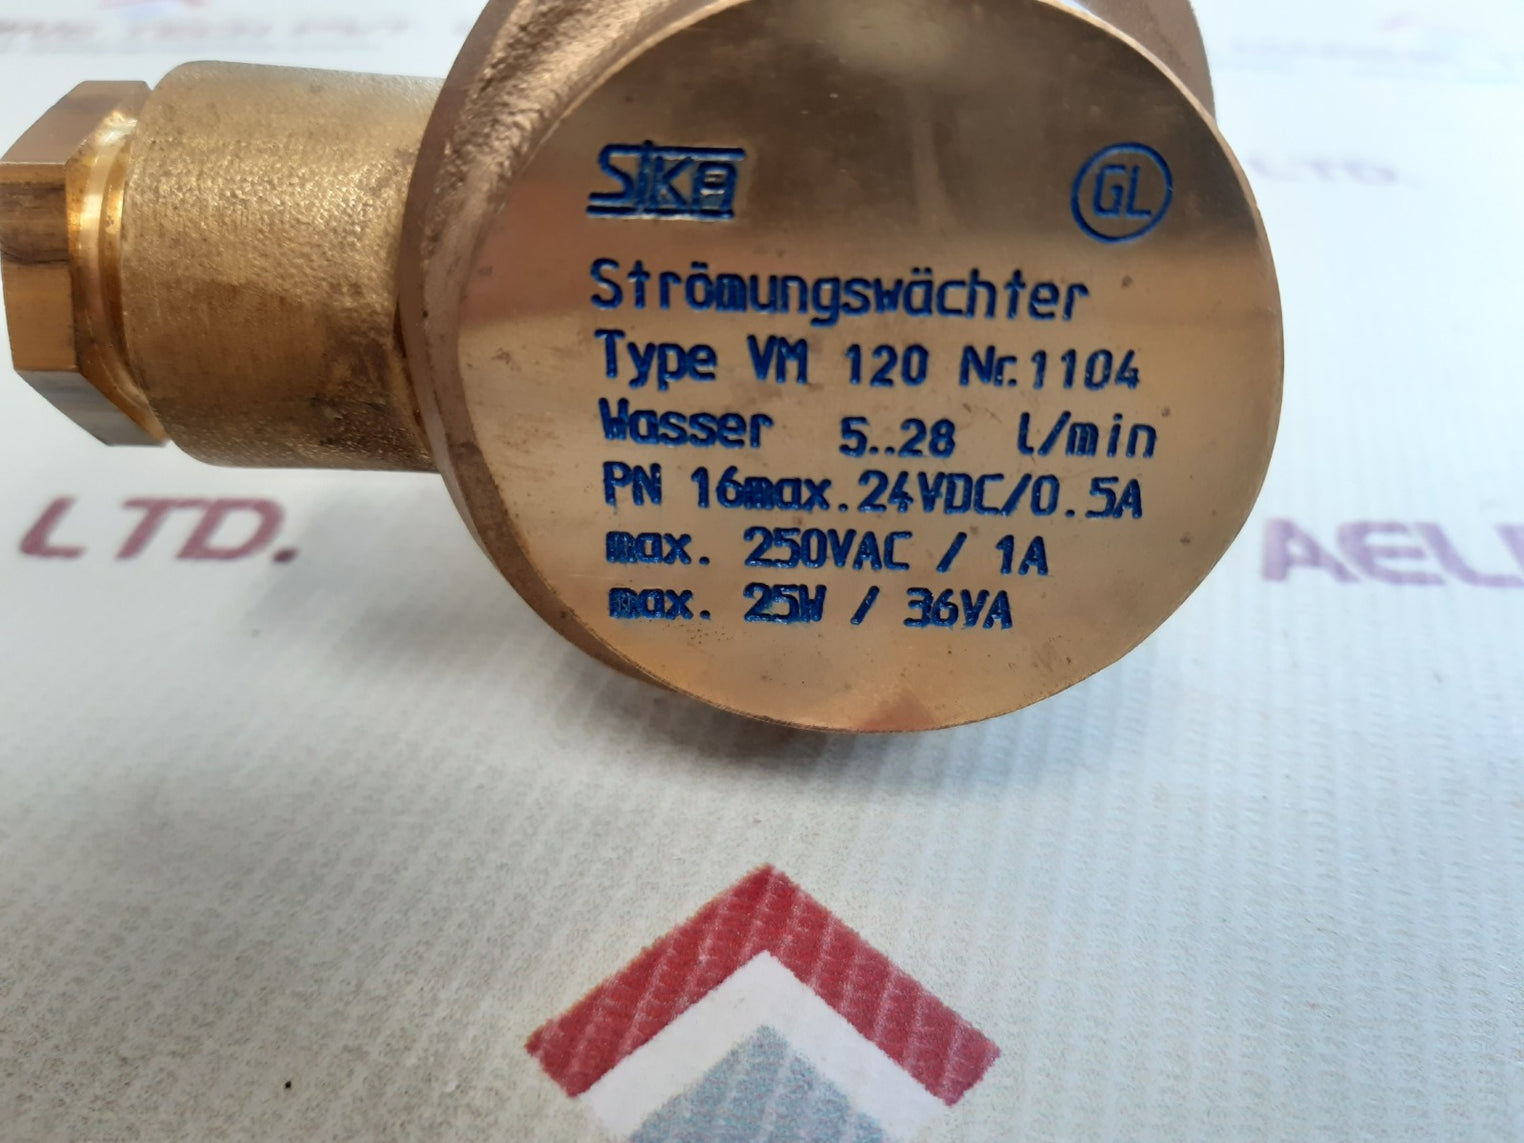 SIKA
GL
Strömungswächter
Type VM 120 Nr.1104
Wasser 5..28 l/min
PN 16max.24VDC/0.5A
max. 250VAC / 1A
max. 25W / 36VA
LTD.
AEL
LTD.